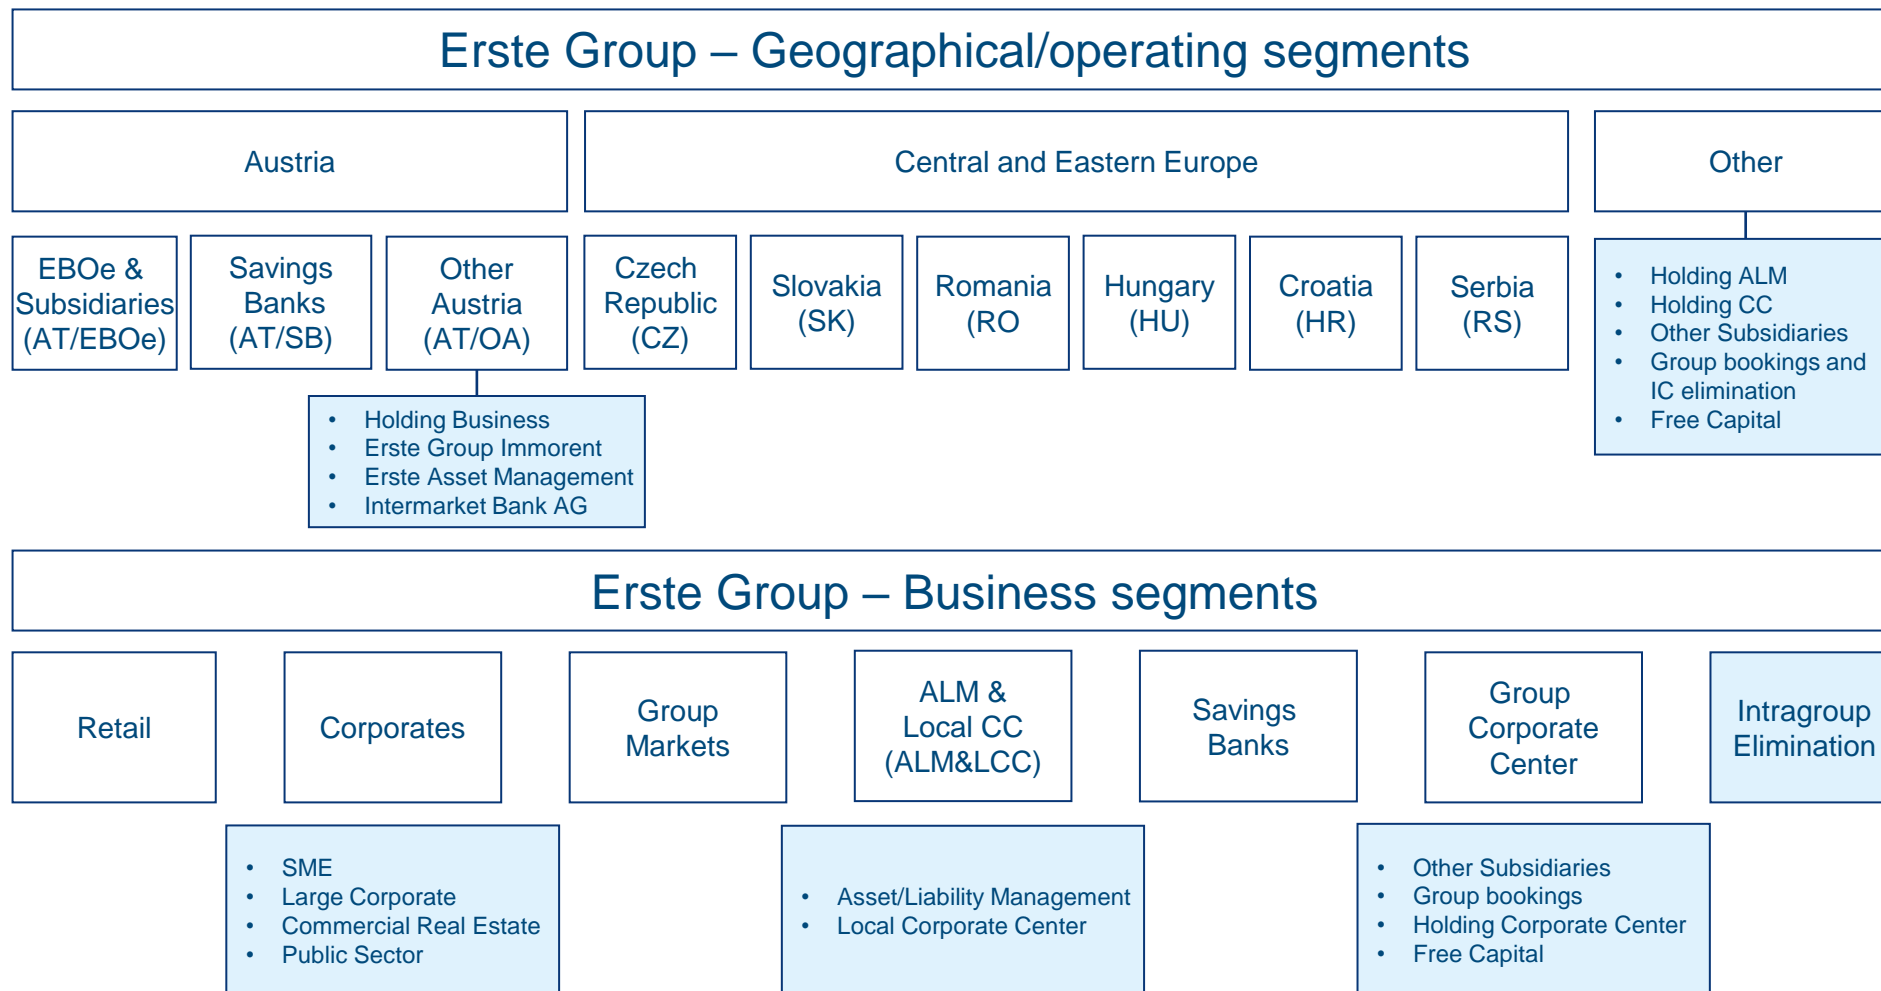 Erste Group – Geographical/operating segments
Austria
Central and Eastern Europe
Other
EBOe &
Subsidiaries
(AT/EBOe)
Savings
Banks
(AT/SB)
Other
Austria
(AT/OA)
Czech
Republic
(CZ)
Slovakia
(SK)
Romania
(RO
Hungary
(HU)
Croatia
(HR)
Serbia
(RS)
• Holding ALM
• Holding CC
• Other Subsidiaries
• Group bookings and
IC elimination
• Free Capital
• Holding Business
• Erste Group Immorent
• Erste Asset Management
• Intermarket Bank AG
Erste Group – Business segments
Retail
Corporates
Group
Markets
ALM &
Local CC
(ALM&LCC)
Savings
Banks
Group
Corporate
Center
Intragroup
Elimination
• SME
• Large Corporate
• Commercial Real Estate
• Public Sector
• Asset/Liability Management
• Local Corporate Center
• Other Subsidiaries
• Group bookings
• Holding Corporate Center
• Free Capital